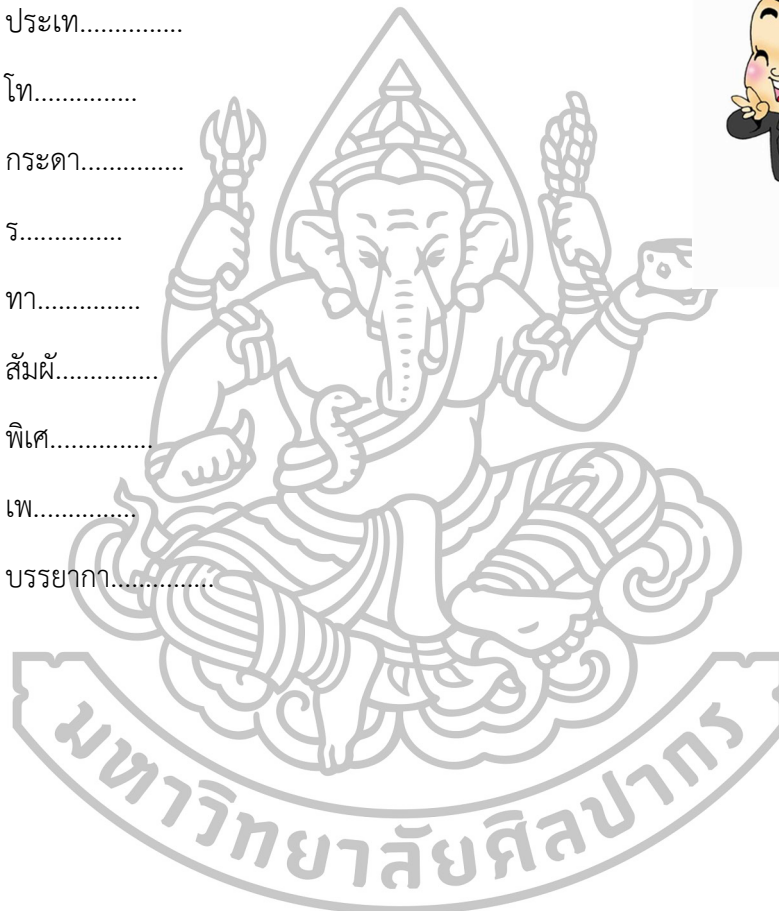 ประเท...............
โท...............
กระดา...............
ร...............
ทา...............
สัมผั...............
พิเศ...............
เพ...............
บรรยากา...............
มหาวิทยาลัยศิลปากร